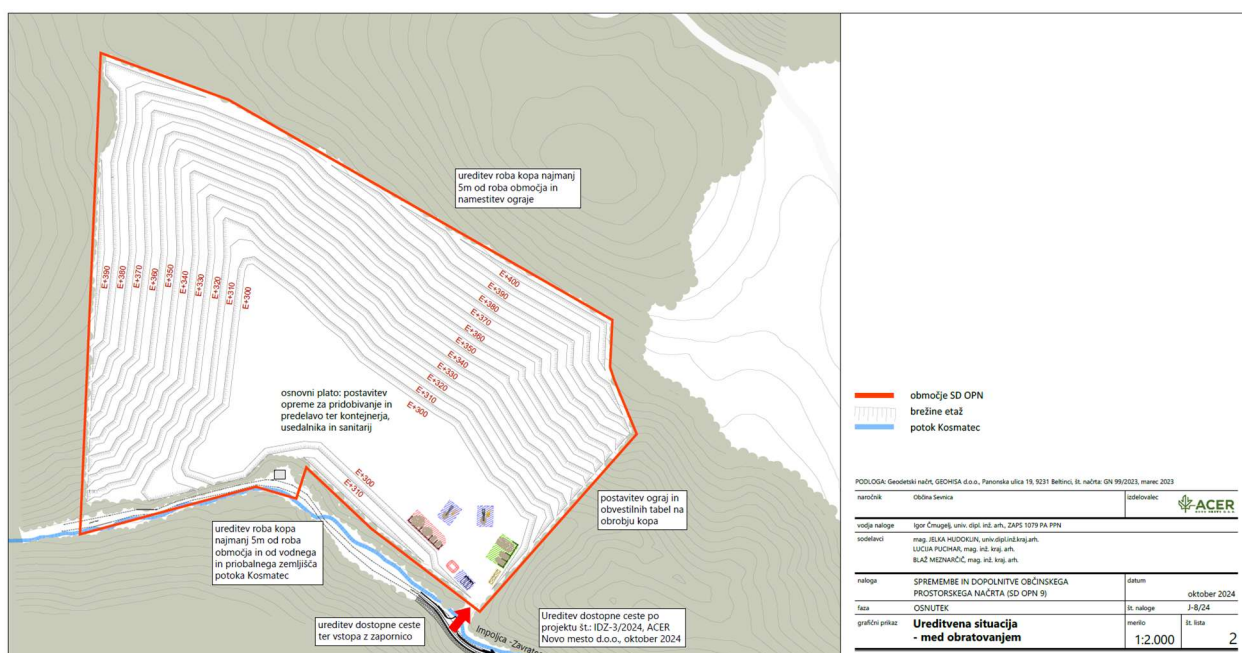 ureditev roba kopa najmanj
5m od roba območja in
namestitev ograje
E+390
E+380
E+370
E+360
E+350
E+340
E+330
E+320
E+310
E+300
E+400
E+390
E+380
E+370
E+360
E+350
E+340
E+330
E+320
E+310
E+300
osnovni plato: postavitev
opreme za pridobivanje in
predelavo ter kontejnerja,
usedalnika in sanitarij
E+300
E+310
postavitev ograj in
obvestilnih tabel na
obrobju kopa
ureditev roba kopa
najmanj 5m od roba
območja in od vodnega
in priobalnega zemljišča
potoka Kosmatec
ureditev dostopne ceste
ter vstopa z zapornico
Ureditev dostopne ceste po
projektu št.: IDZ-3/2024, ACER
Novo mesto d.o.o., oktober 2024
Impoljca -Zavrate
območje SD OPN
brežine etaž
potok Kosmatec
PODLOGA: Geodetski načrt, GEOHISA d.o.o., Panonska ulica 19, 9231 Beltinci, št. načrta: GN 99/2023, marec 2023
naročnik Občina Sevnica izdelovalec ACER
vodja naloge Igor Čmugelj, univ. dipl. inž. arh., ZAPS 1079 PA PPN
sodelavci mag. JELKA HUDOKLIN, univ.dipl.inž.kraj.arh.
LUCIJA PUCIHAR, mag. inž. kraj. arh.
BLAŽ MEZNARČIČ, mag. inž. kraj. arh.
naloga SPREMEMBE IN DOPOLNITVE OBČINSKEGA datum
PROSTORSKEGA NAČRTA (SD OPN 9) oktober 2024
faza OSNUTEK št. naloge J-8/24
grafični prikaz Ureditvena situacija merilo št. lista
- med obratovanjem 1:2.000 2